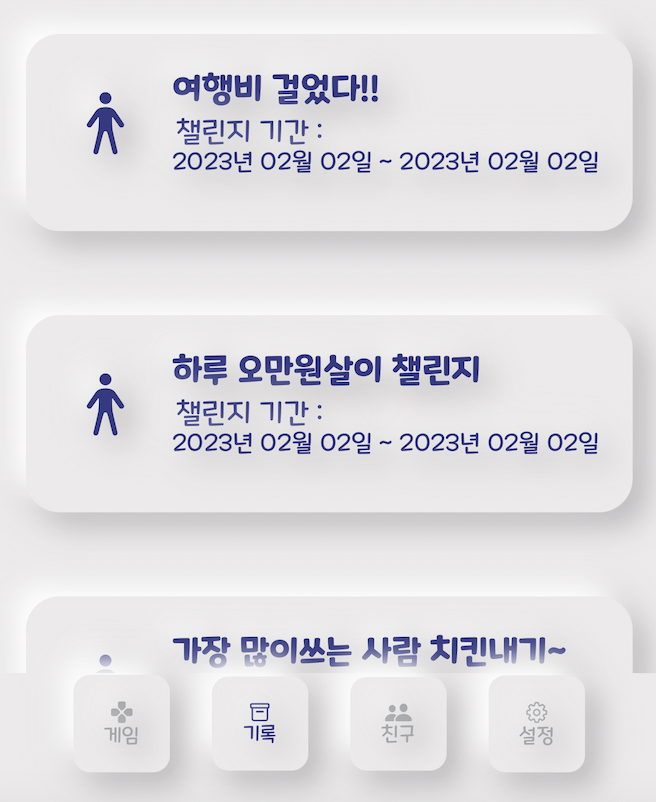 여행비 걸었다!!
챌린지 기간 :
2023년 02월 02일 ~ 2023년 02월 02일
하루 오만원살이 챌린지
챌린지 기간 :
2023년 02월 02일 ~ 2023년 02월 02일
가장 많이쓰는 사람 치킨내기~
게임
기록
친구
설정